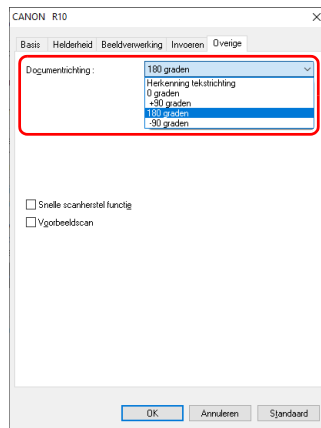 CANON R10
Basis Helderheid Beeldverwerking Invoeren Overige
Documentrichting : 180 graden
Herkenning tekstrichting
0 graden
+90 graden
180 graden
-90 graden
Snelle scanherstel functie
Voorbeeldscan
OK Annuleren Standaard